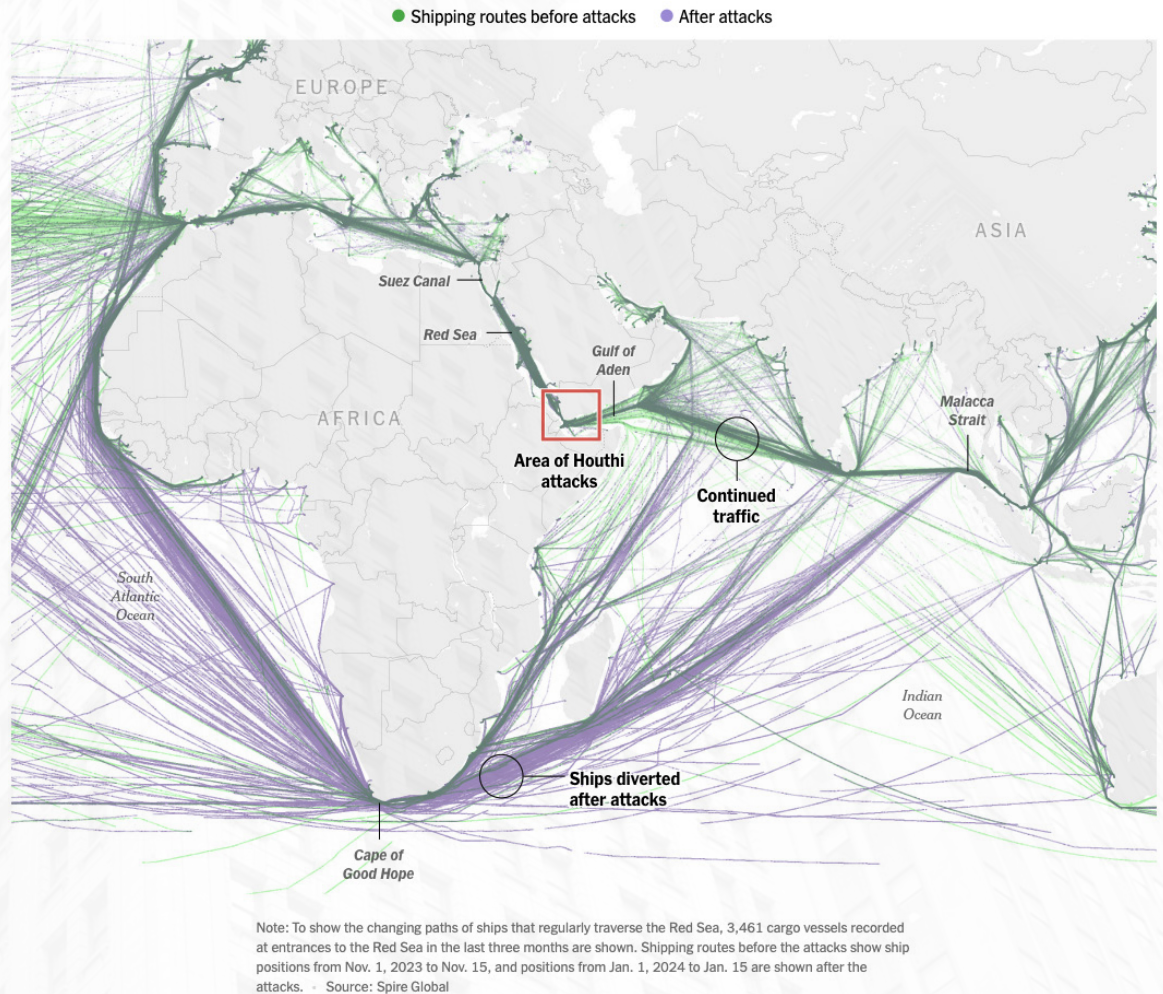 Shipping routes before attacks
After attacks
EUROPE
ASIA
Suez Canal
Red Sea
Gulf of
Aden
AFRICA
Malacca
Strait
Area of Houthi
attacks
Continued
traffic
South
Atlantic
Ocean
Indian
Ocean
Ships diverted
after attacks
Cape of
Good Hope
Note: To show the changing paths of ships that regularly traverse the Red Sea, 3,461 cargo vessels recorded
at entrances to the Red Sea in the last three months are shown. Shipping routes before the attacks show ship
positions from Nov. 1, 2023 to Nov. 15, and positions from Jan. 1, 2024 to Jan. 15 are shown after the
attacks. • Source: Spire Global